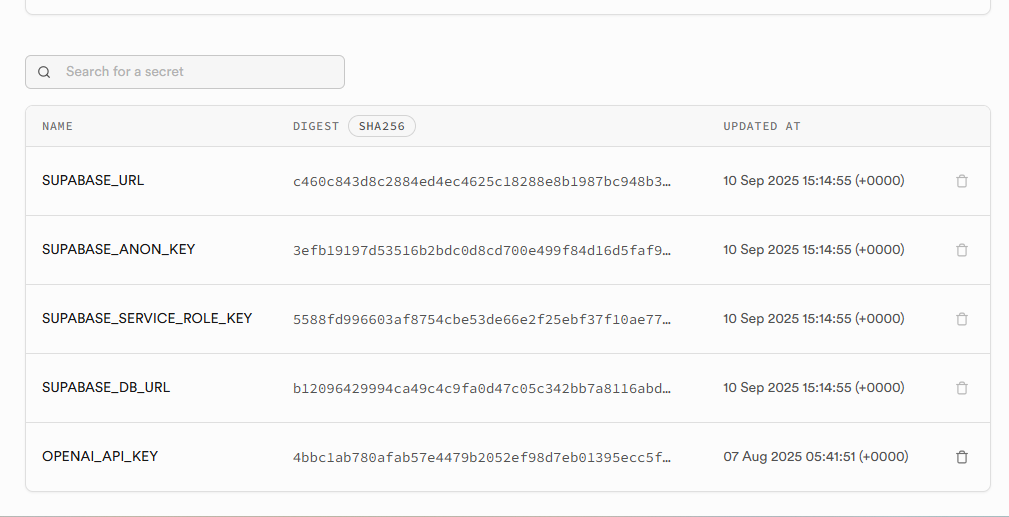 Search for a secret
NAME DIGEST SHA256 UPDATED AT
SUPABASE_URL c460c843d8c2884ed4ec4625c18288e8b1987bc948b3… 10 Sep 2025 15:14:55 (+0000)
SUPABASE_ANON_KEY 3efb19197d53516b2bdc0d8cd700e499f84d16d5faf9… 10 Sep 2025 15:14:55 (+0000)
SUPABASE_SERVICE_ROLE_KEY 5588fd996603af8754cbe53de66e2f25ebf37f10ae77… 10 Sep 2025 15:14:55 (+0000)
SUPABASE_DB_URL b12096429994ca49c4c9fa0d47c05c342bb7a8116abd… 10 Sep 2025 15:14:55 (+0000)
OPENAI_API_KEY 4bbc1ab780afab57e4479b2052ef98d7eb01395ecc5f… 07 Aug 2025 05:41:51 (+0000)